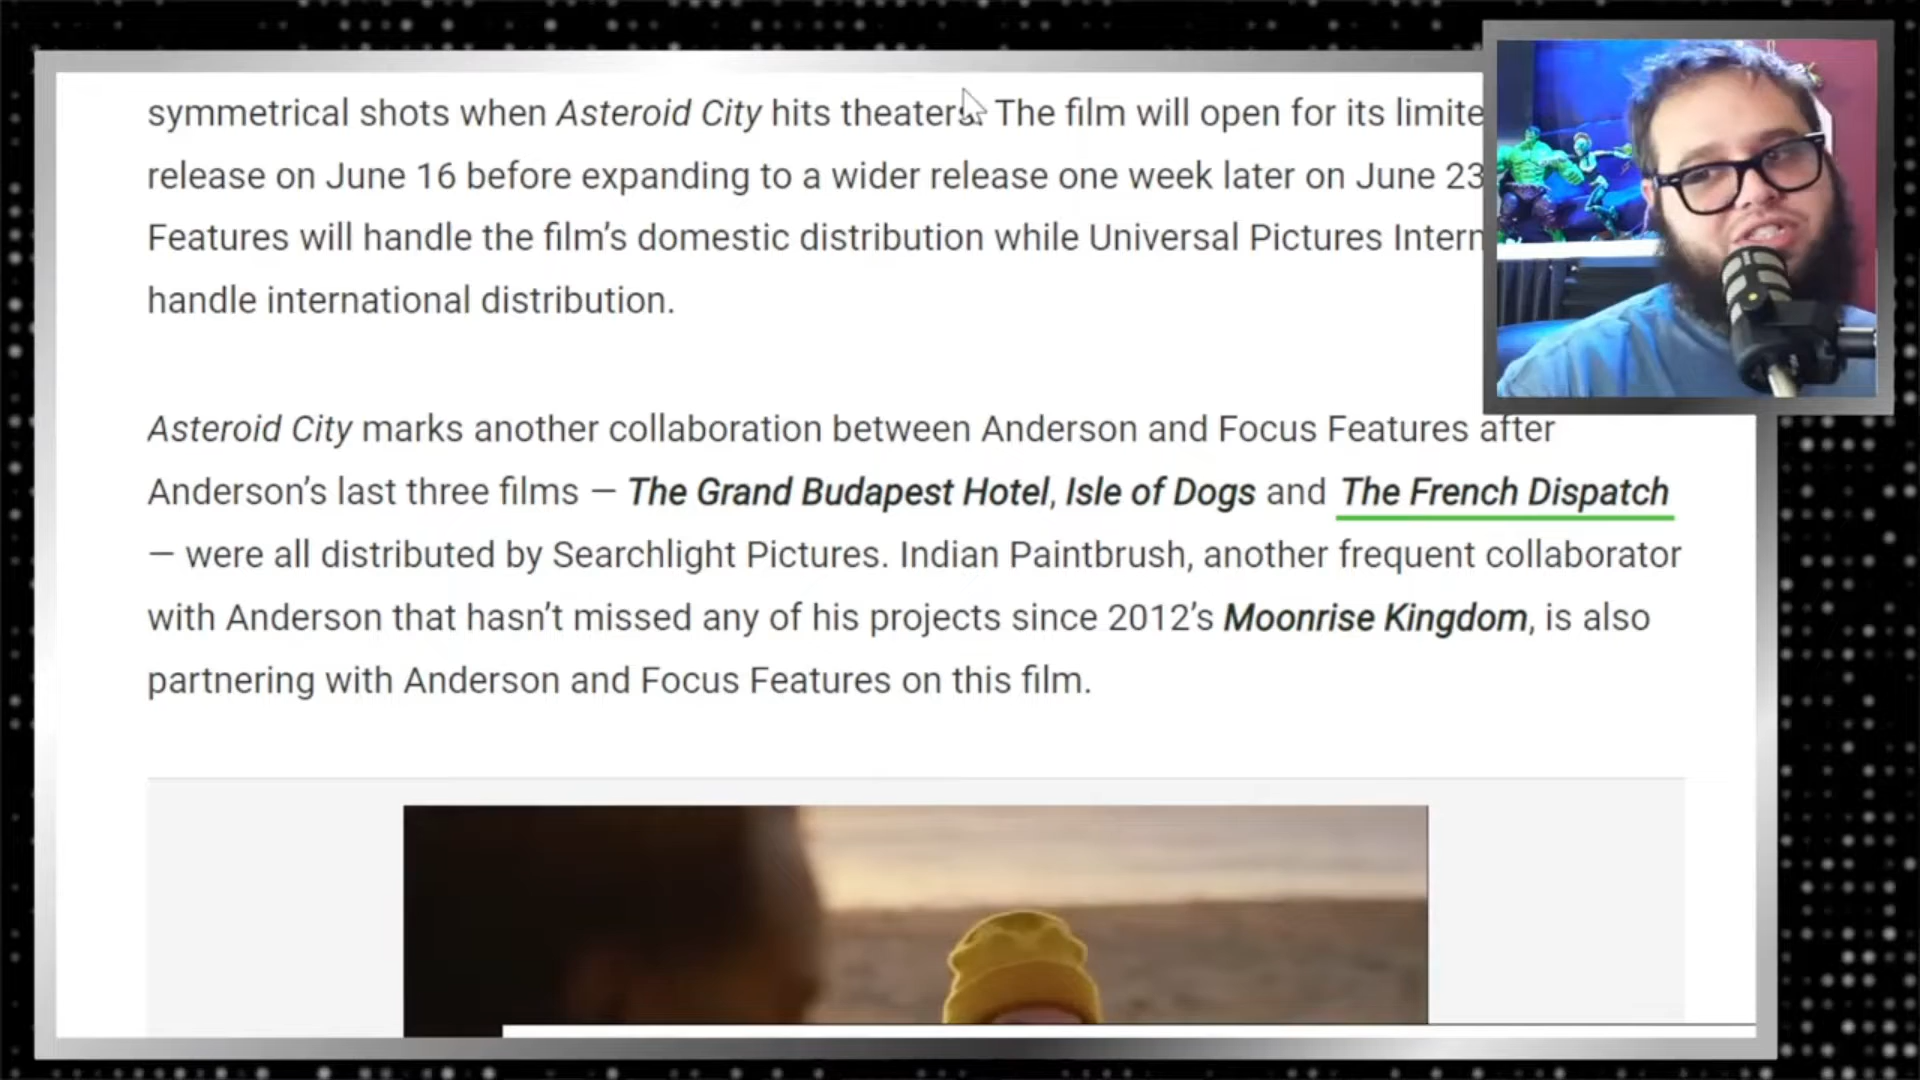 symmetrical shots when Asteroid City hits theaters. The film will open for its limite
release on June 16 before expanding to a wider release one week later on June 23
Features will handle the film's domestic distribution while Universal Pictures Intern
handle international distribution.
Asteroid City marks another collaboration between Anderson and Focus Features after
Anderson's last three films — The Grand Budapest Hotel, Isle of Dogs and The French Dispatch
— were all distributed by Searchlight Pictures. Indian Paintbrush, another frequent collaborator
with Anderson that hasn't missed any of his projects since 2012's Moonrise Kingdom, is also
partnering with Anderson and Focus Features on this film.